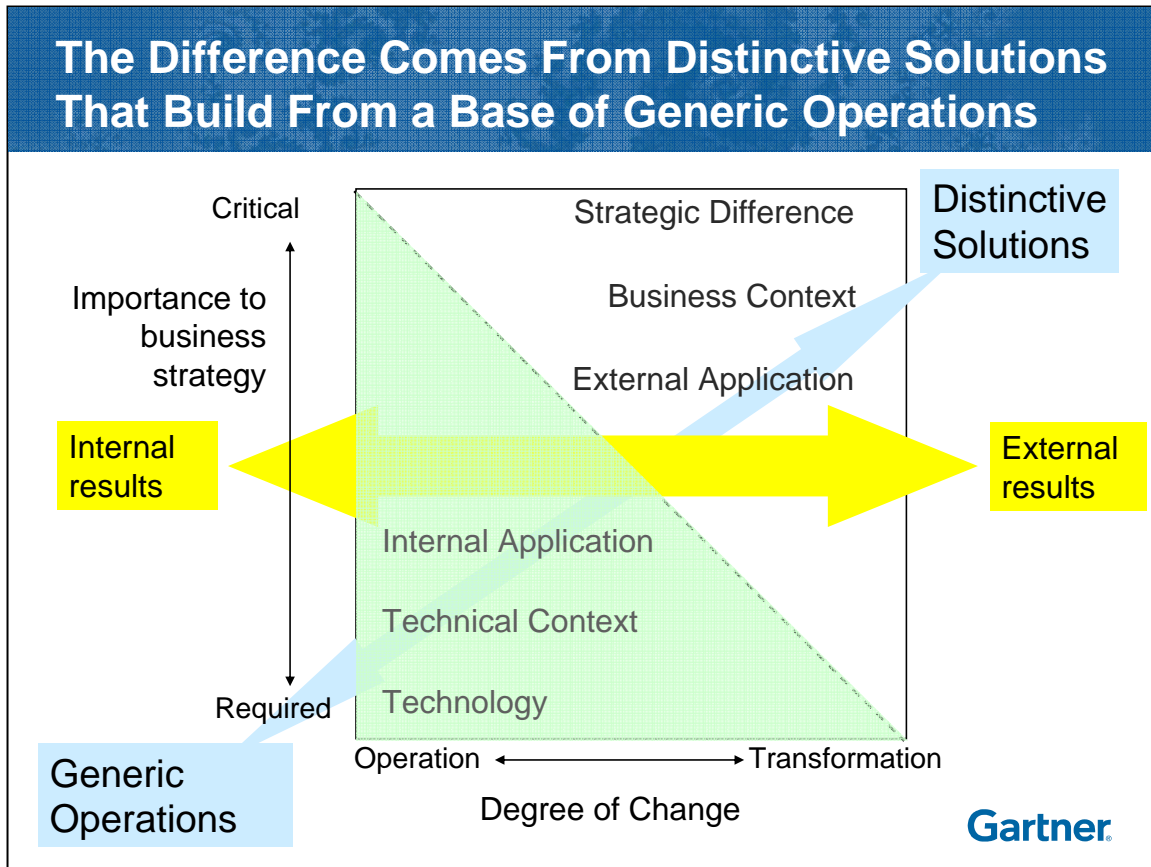 The Difference Comes From Distinctive Solutions
That Build From a Base of Generic Operations
Critical
Importance to
business
strategy
Required
Strategic Difference
Business Context
External Application
Distinctive
Solutions
Internal
results
External
results
Internal Application
Technical Context
Technology
Generic
Operations
Operation
Transformation
Degree of Change
Gartner